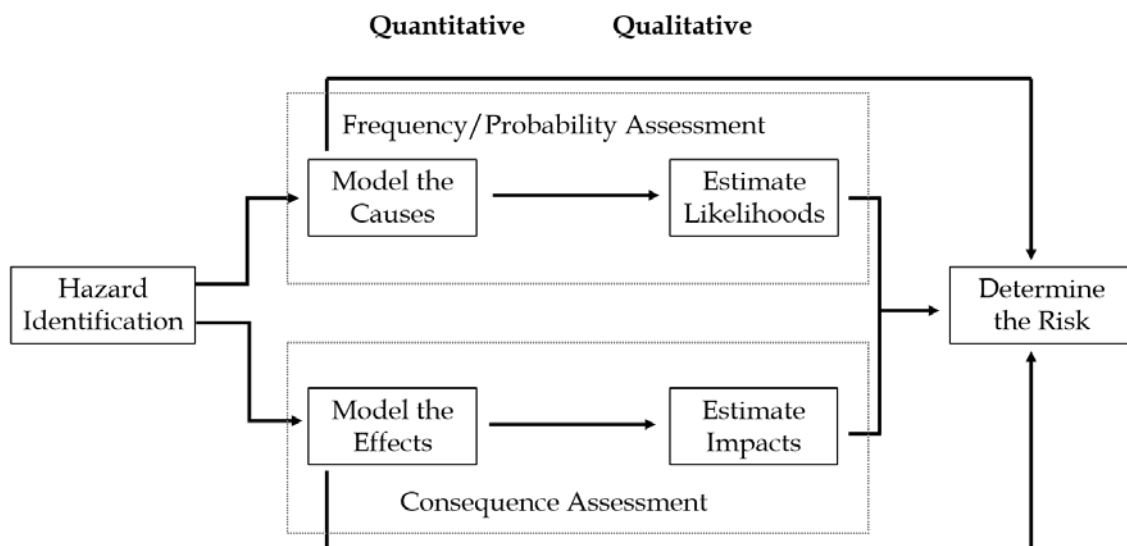 Quantitative Qualitative
Frequency/Probability Assessment
Model the
Causes
Estimate
Likelihoods
Hazard
Identification
Determine
the Risk
Model the
Effects
Estimate
Impacts
Consequence Assessment